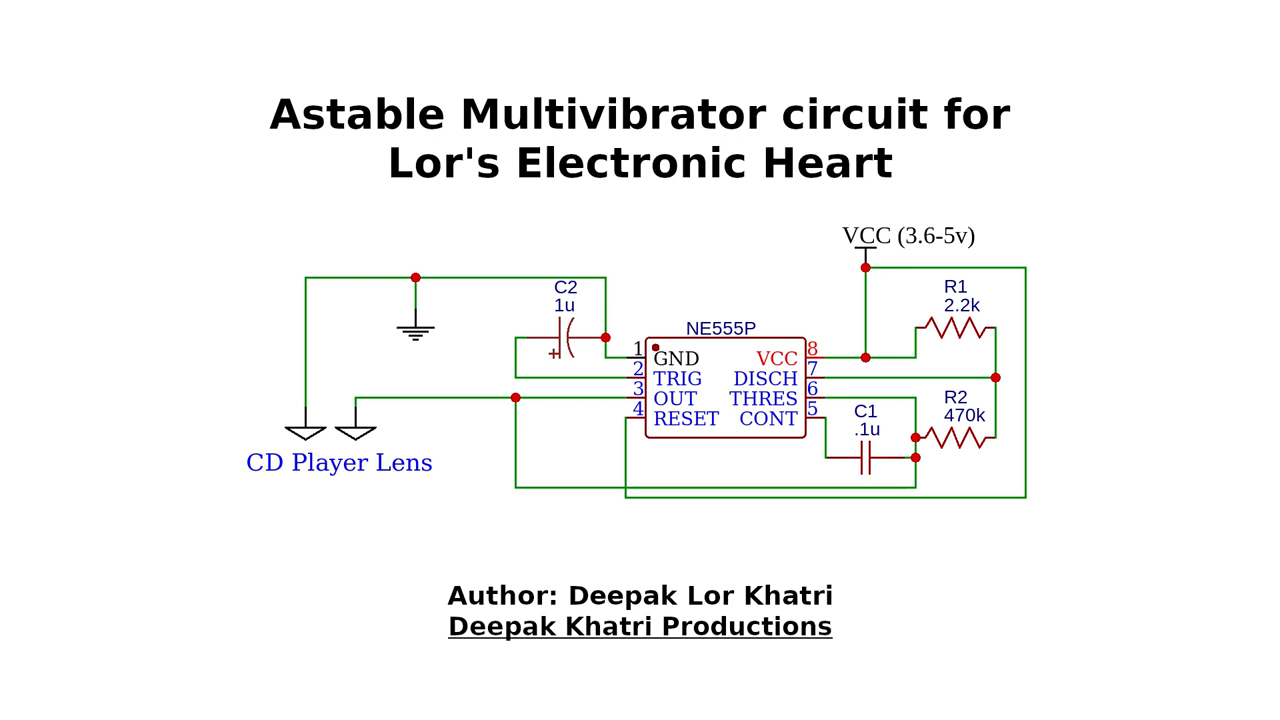 Astable Multivibrator circuit for
Lor's Electronic Heart
VCC (3.6-5v)
C2
1u
R1
2.2k
NE555P
1 GND VCC 8
2 TRIG DISCH 7
3 OUT THRES 6
4 RESET CONT 5
R2
470k
C1
.1u
CD Player Lens
Author: Deepak Lor Khatri
Deepak Khatri Productions